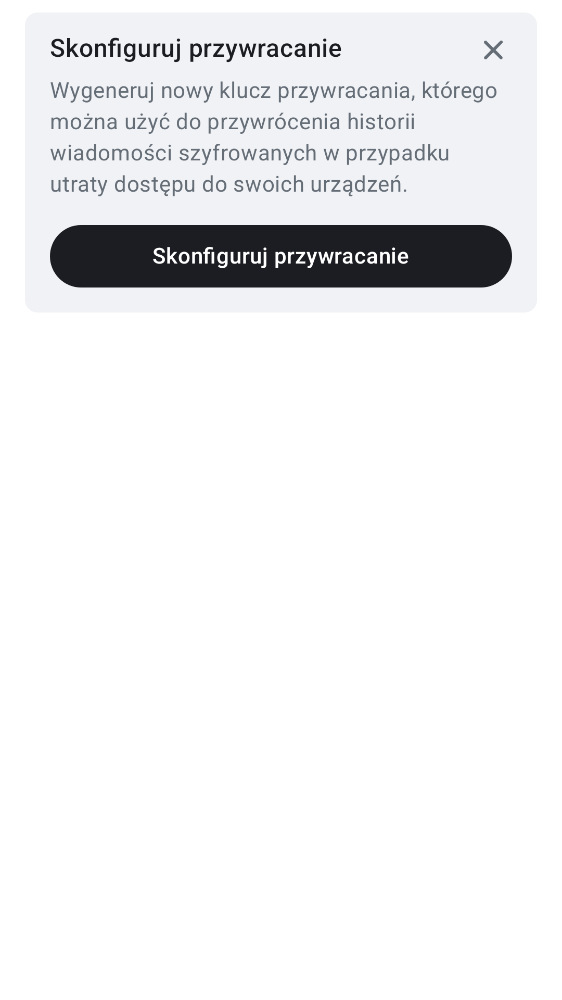 Skonfiguruj przywracanie
Wygeneruj nowy klucz przywracania, którego
można użyć do przywrócenia historii
wiadomości szyfrowanych w przypadku
utraty dostępu do swoich urządzeń.
Skonfiguruj przywracanie